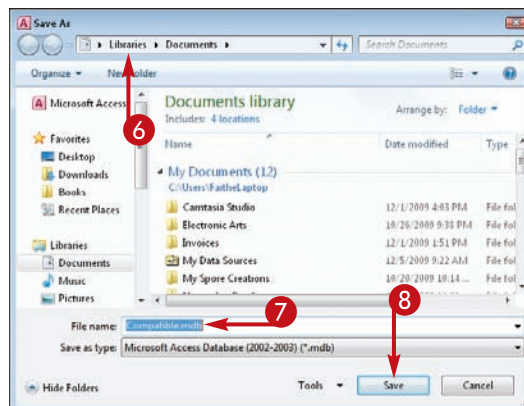 Save As
Libraries ▸ Documents ▸
Search Documents
Organize ▾ New folder
Microsoft Access
Favorites
Desktop
Downloads
Books
Recent Places
Libraries
Documents
Music
Pictures
Documents library
Includes: 4 locations
Arrange by: Folder ▾
Name Date modified Type
My Documents (12)
C:\Users\FaitheLaptop
Camtasia Studio 12/1/2009 4:03 PM File fol
Electronic Arts 10/26/2009 9:31 PM File fol
Invoices 12/1/2009 1:51 PM File fol
My Data Sources 12/5/2009 9:22 AM File fol
My Spore Creations 10/20/2009 10:14 ... File fol
6
7
8
File name: Compatible.mdb
Save as type: Microsoft Access Database (2002-2003) (*.mdb)
Hide Folders
Tools ▾ Save Cancel